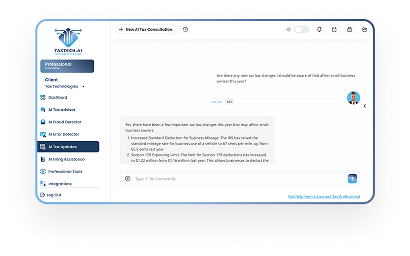 TAXTECH.AI
Professional
Client
Tax Technologies
Dashboard
AI Tax Advisor
AI Fraud Detector
AI Error Detector
AI Tax Updates
AI Filing Assistance
Professional Tools
Integrations
Log Out
+ New AI Tax Consultation
Are there any new tax law changes I should be aware of that affect small business
owners this year?
Yes, there have been a few important tax law changes this year that may affect small
business owners:
1. Increased Standard Deduction for Business Mileage: The IRS has raised the
standard mileage rate for business use of a vehicle to 67 cents per mile, up from
65.5 cents last year.
2. Section 179 Expensing Limit: The limit for Section 179 deductions has increased
to $1.22 million from $1.16 million last year. This allows businesses to deduct the
Type '/' for commands
Get Help from a Licensed Tax Professional